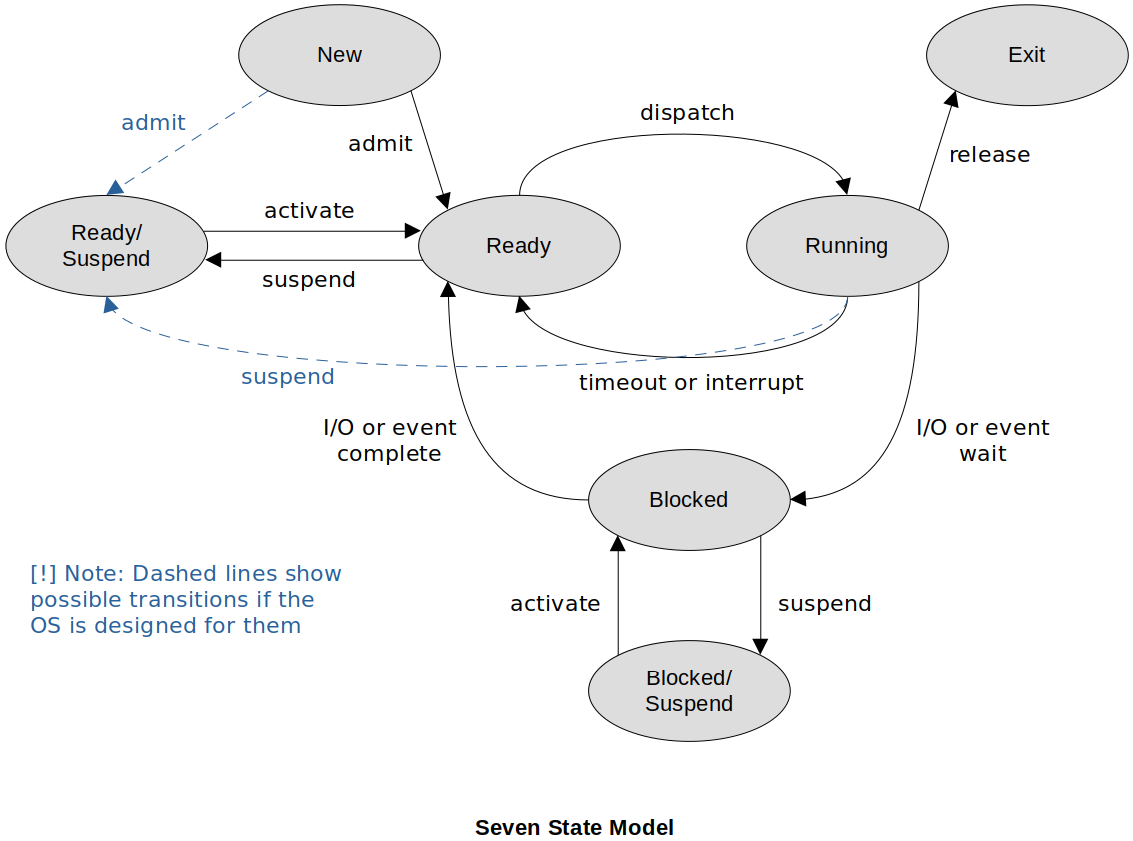 New
Exit
admit
admit
dispatch
release
Ready/
Suspend
activate
suspend
Ready
Running
suspend
timeout or interrupt
I/O or event
complete
I/O or event
wait
Blocked
[!] Note: Dashed lines show
possible transitions if the
OS is designed for them
activate
suspend
Blocked/
Suspend
Seven State Model